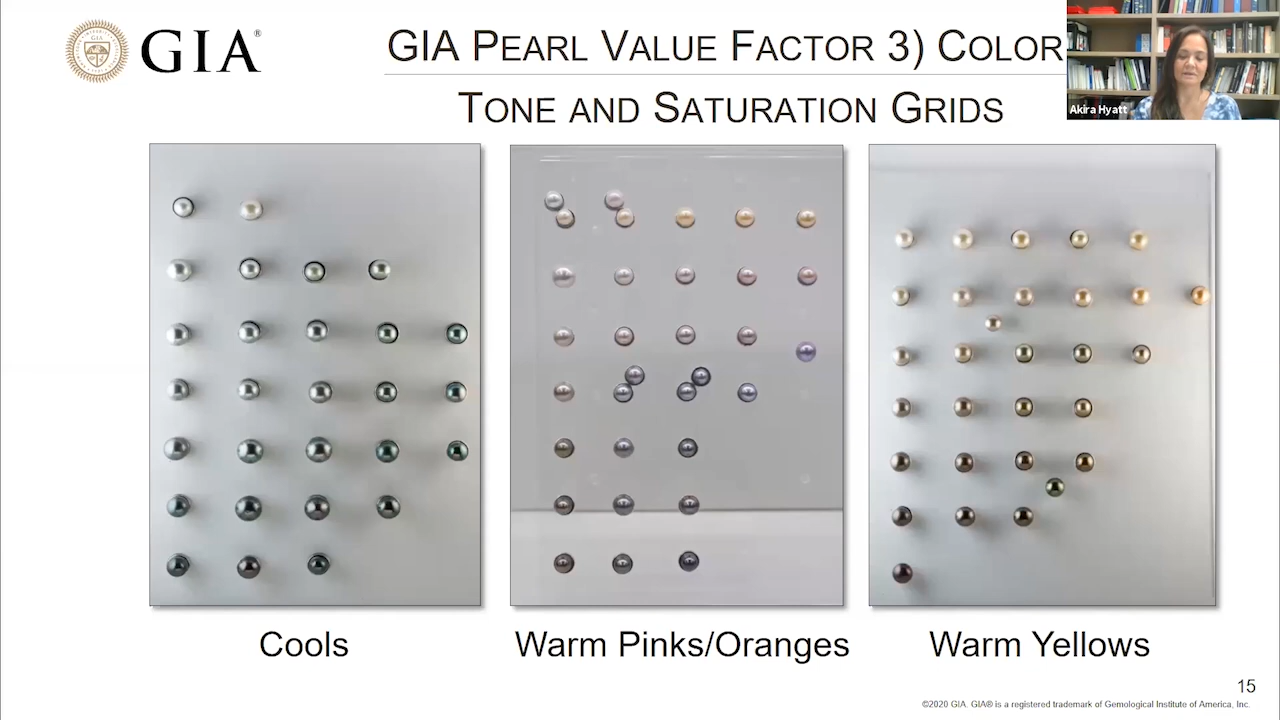 GIA®
GIA PEARL VALUE FACTOR 3) COLOR
TONE AND SATURATION GRIDS
Akira Hyatt
Cools
Warm Pinks/Oranges
Warm Yellows
15
©2020 GIA. GIA® is a registered trademark of Gemological Institute of America, Inc.